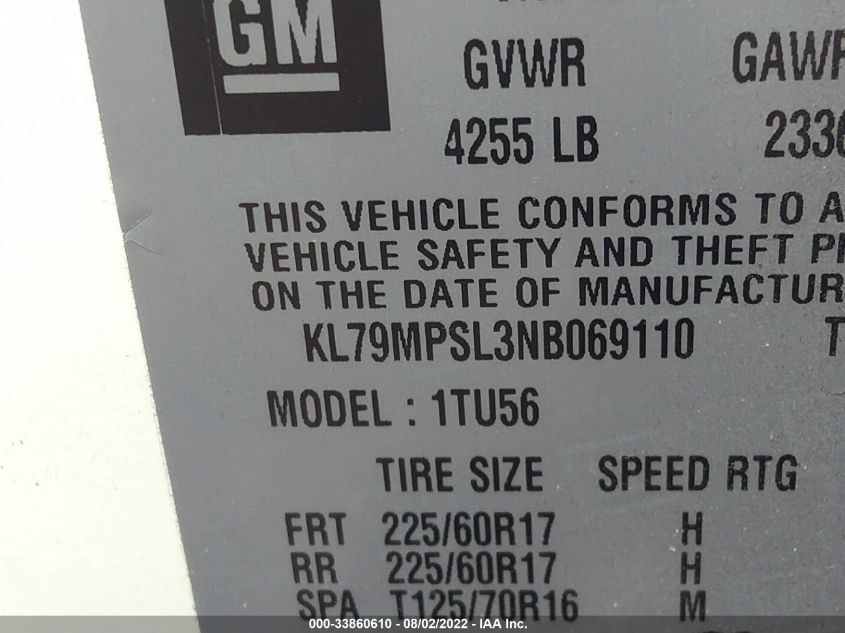 GM
GVWR GAWR
4255 LB 233
THIS VEHICLE CONFORMS TO A
VEHICLE SAFETY AND THEFT P
ON THE DATE OF MANUFACTUR
KL79MPSL3NB069110 T
MODEL : 1TU56
TIRE SIZE SPEED RTG
FRT 225/60R17 H
RR 225/60R17 H
SPA T125/70R16 M
000-33860610 - 08/02/2022 - IAA Inc.